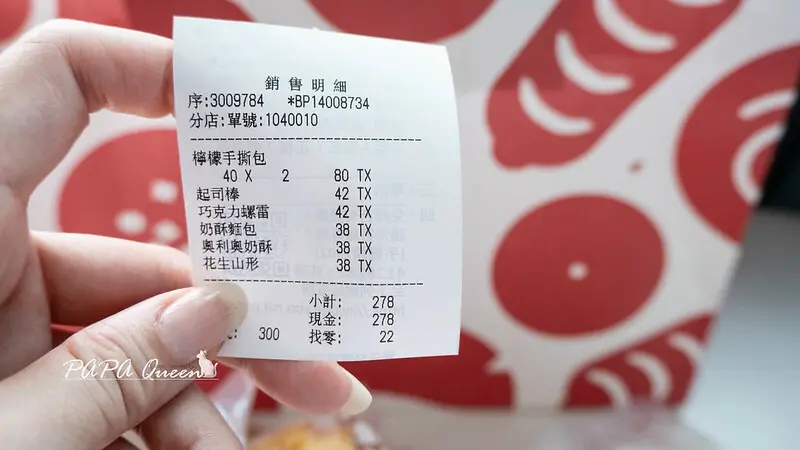 銷售明細
序:3009784 *BP14008734
分店:單號:1040010
檸檬手撕包
40 X 2 80 TX
起司棒 42 TX
巧克力螺雷 42 TX
奶酥麵包 38 TX
奧利奧奶酥 38 TX
花生山形 38 TX
小計: 278
現金: 278
: 300 找零: 22
PAPA Queen